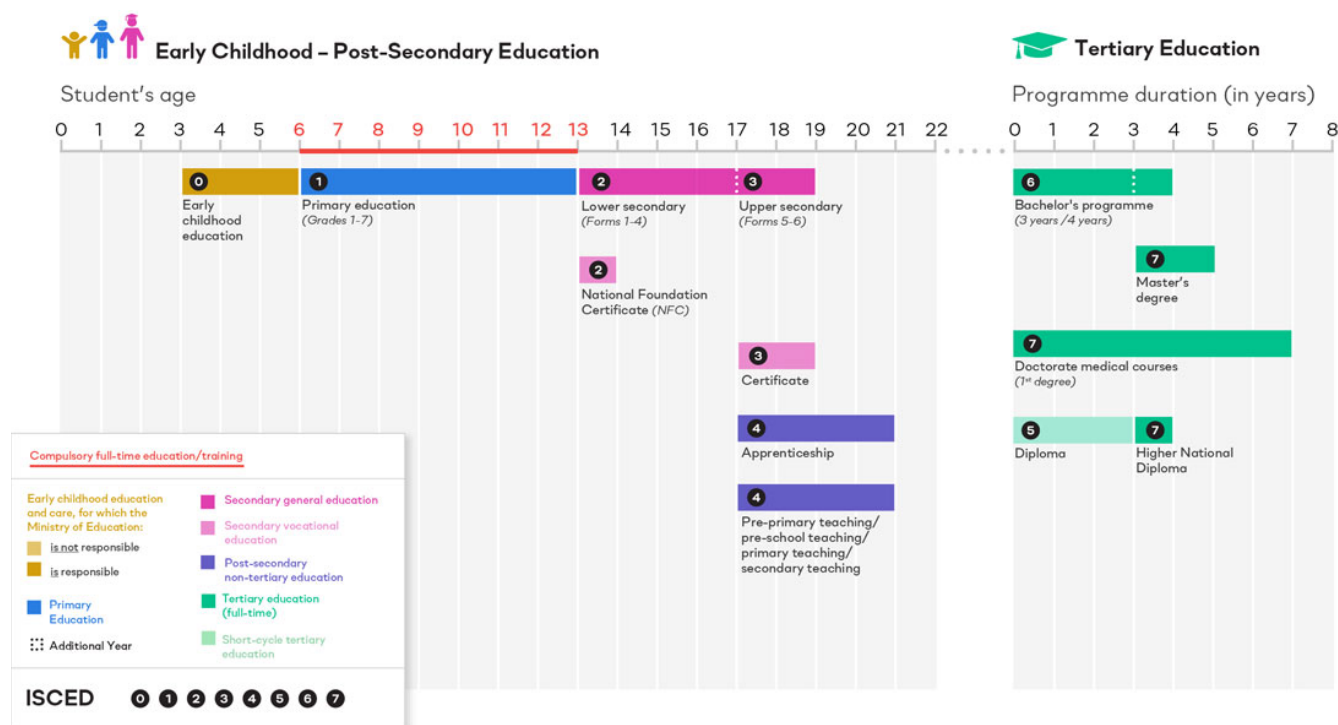 Early Childhood – Post-Secondary Education
Student's age
0 1 2 3 4 5 6 7 8 9 10 11 12 13 14 15 16 17 18 19 20 21 22
0
Early
childhood
education
1
Primary education
(Grades 1-7)
2
Lower secondary
(Forms 1-4)
3
Upper secondary
(Forms 5-6)
2
National Foundation
Certificate (NFC)
3
Certificate
4
Apprenticeship
4
Pre-primary teaching/
pre-school teaching/
primary teaching/
secondary teaching
Tertiary Education
Programme duration (in years)
0 1 2 3 4 5 6 7 8
6
Bachelor's programme
(3 years /4 years)
7
Master's
degree
7
Doctorate medical courses
(1st degree)
5
Diploma
7
Higher National
Diploma
Compulsory full-time education/training
Early childhood education
and care, for which the
Ministry of Education:
is not responsible
is responsible
Primary
Education
Additional Year
Secondary general education
Secondary vocational
education
Post-secondary
non-tertiary education
Tertiary education
(full-time)
Short-cycle tertiary
education
ISCED 0 1 2 3 4 5 6 7